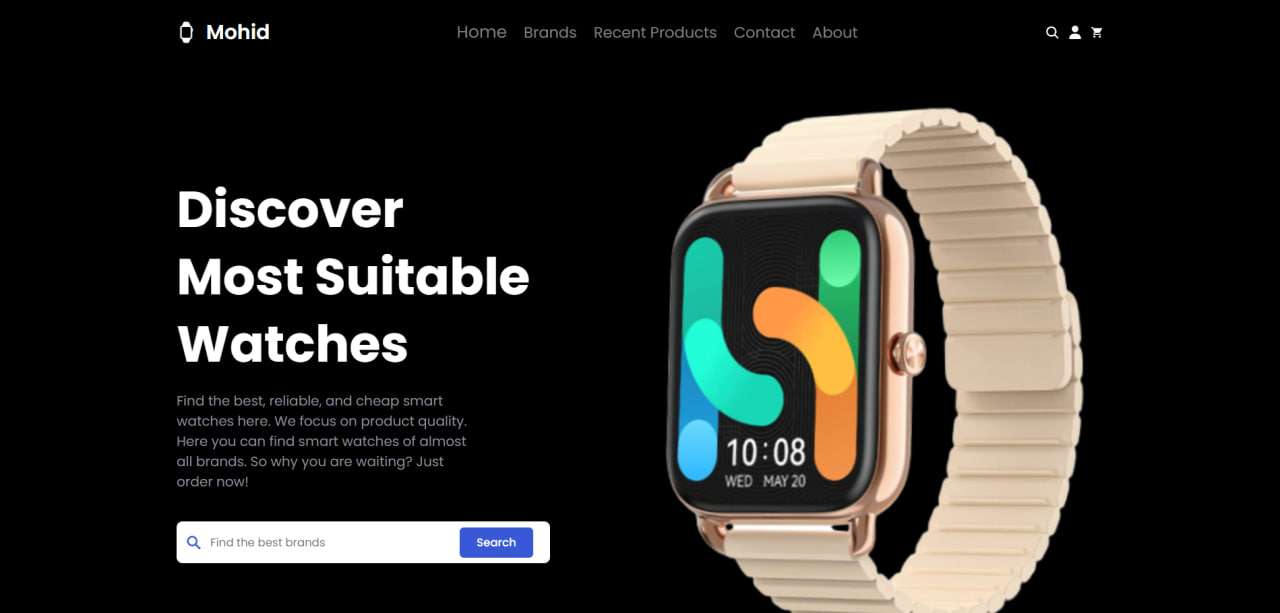 Mohid
Home Brands Recent Products Contact About
Discover
Most Suitable
Watches
Find the best, reliable, and cheap smart
watches here. We focus on product quality.
Here you can find smart watches of almost
all brands. So why you are waiting? Just
order now!
Find the best brands
Search
10:08
WED MAY 20